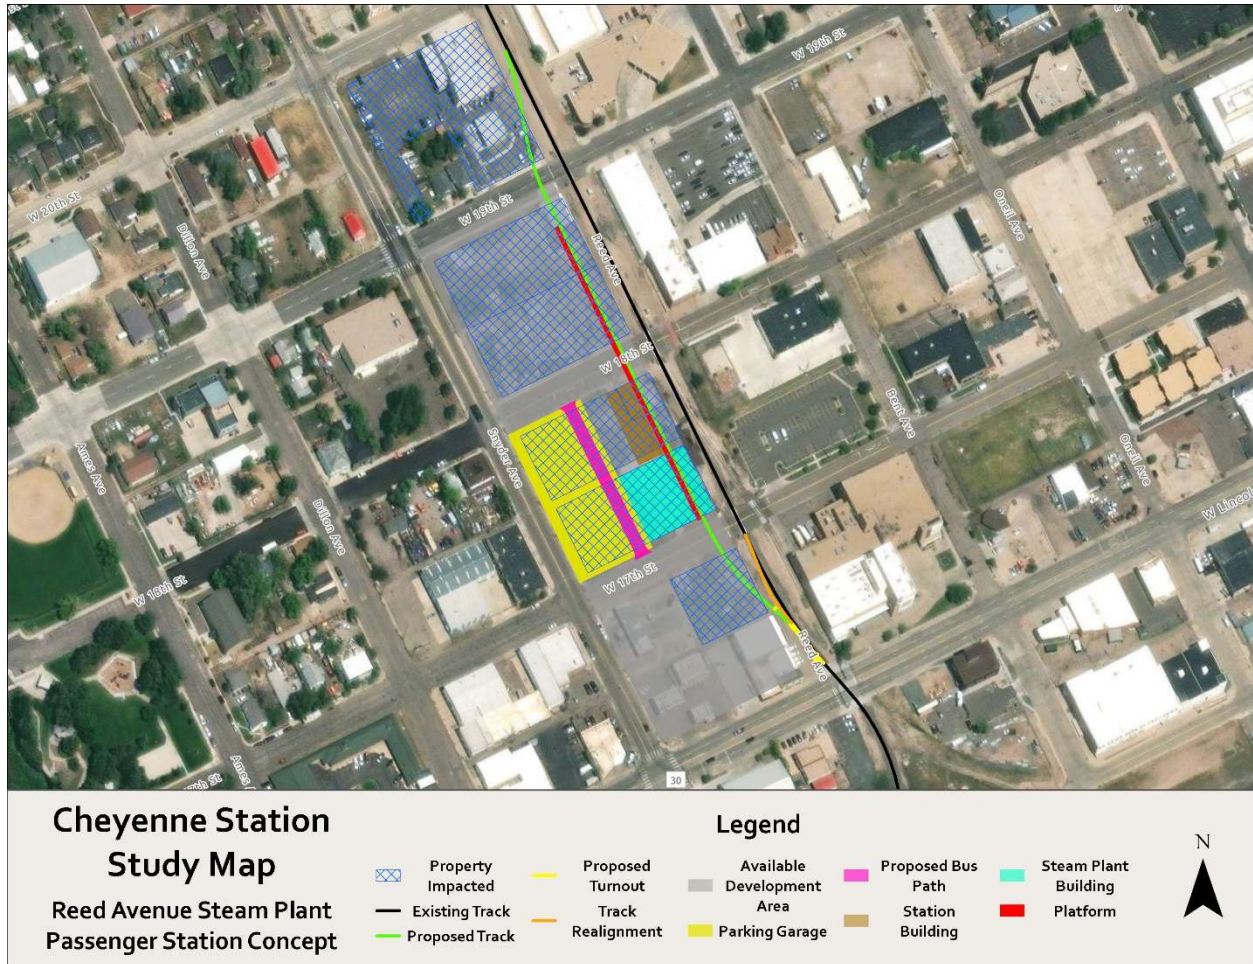 W 19th St
W 20th St
W 19th St
Dillon Ave
Reed Ave
Oneil Ave
W 18th St
Bent Ave
Snyder Ave
Oneil Ave
Ames Ave
Dillon Ave
W Lincol
W 18th St
W 17th St
Reed Ave
Ames A
17th St
30
Cheyenne Station
Study Map
Reed Avenue Steam Plant
Passenger Station Concept
Legend
Property
Impacted
Existing Track
Proposed Track
Proposed
Turnout
Track
Realignment
Available
Development
Area
Parking Garage
Proposed Bus
Path
Station
Building
Steam Plant
Building
Platform
N